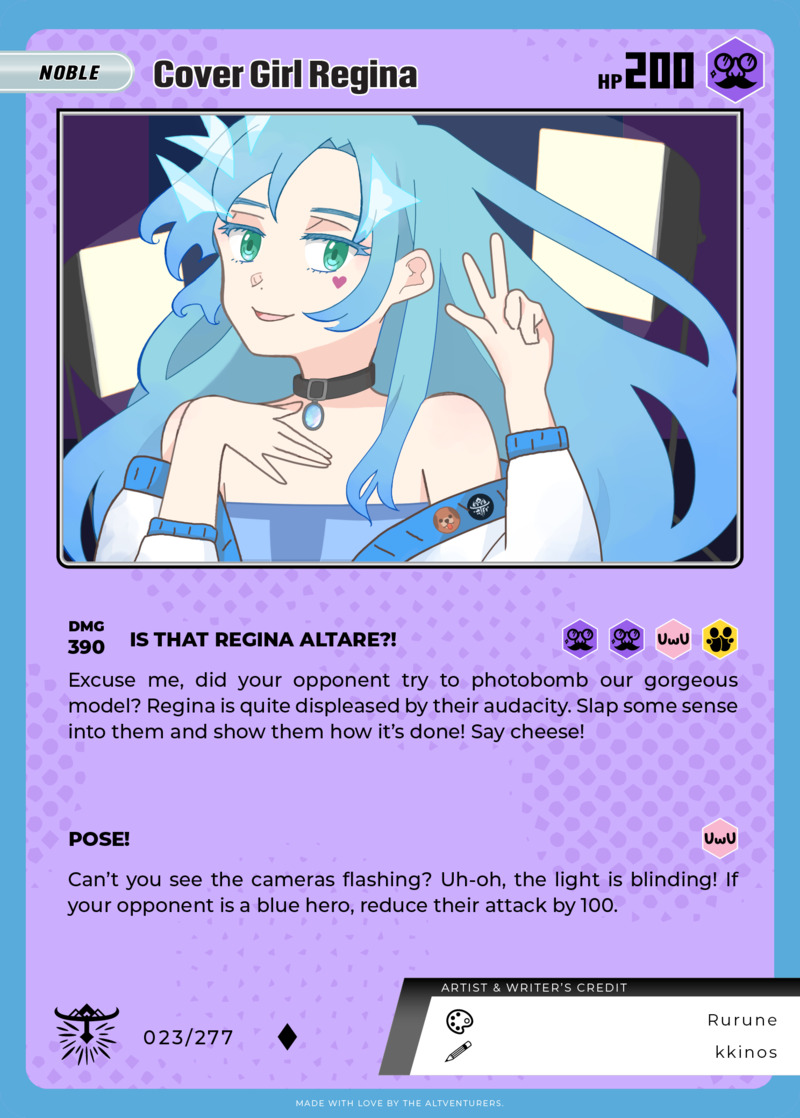 NOBLE
Cover Girl Regina
HP 200
DMG
390
IS THAT REGINA ALTARE?!
UwU
Excuse me, did your opponent try to photobomb our gorgeous
model? Regina is quite displeased by their audacity. Slap some sense
into them and show them how it's done! Say cheese!
POSE!
UwU
Can't you see the cameras flashing? Uh-oh, the light is blinding! If
your opponent is a blue hero, reduce their attack by 100.
ARTIST & WRITER'S CREDIT
023/277
Rurune
kkinos
MADE WITH LOVE BY THE ALTVENTURERS.